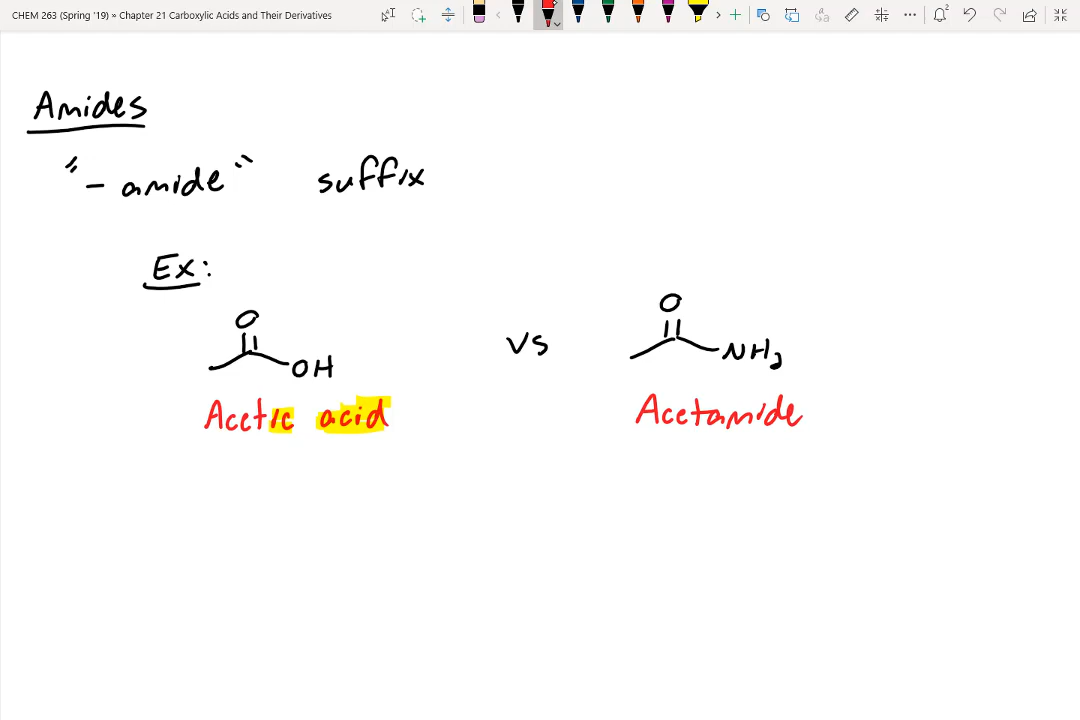 CHEM 263 (Spring '19) » Chapter 21 Carboxylic Acids and Their Derivatives
2
Amides
"- amide" suffix
Ex:
O
OH
vs
O
NH2
Acetic acid
Acetamide